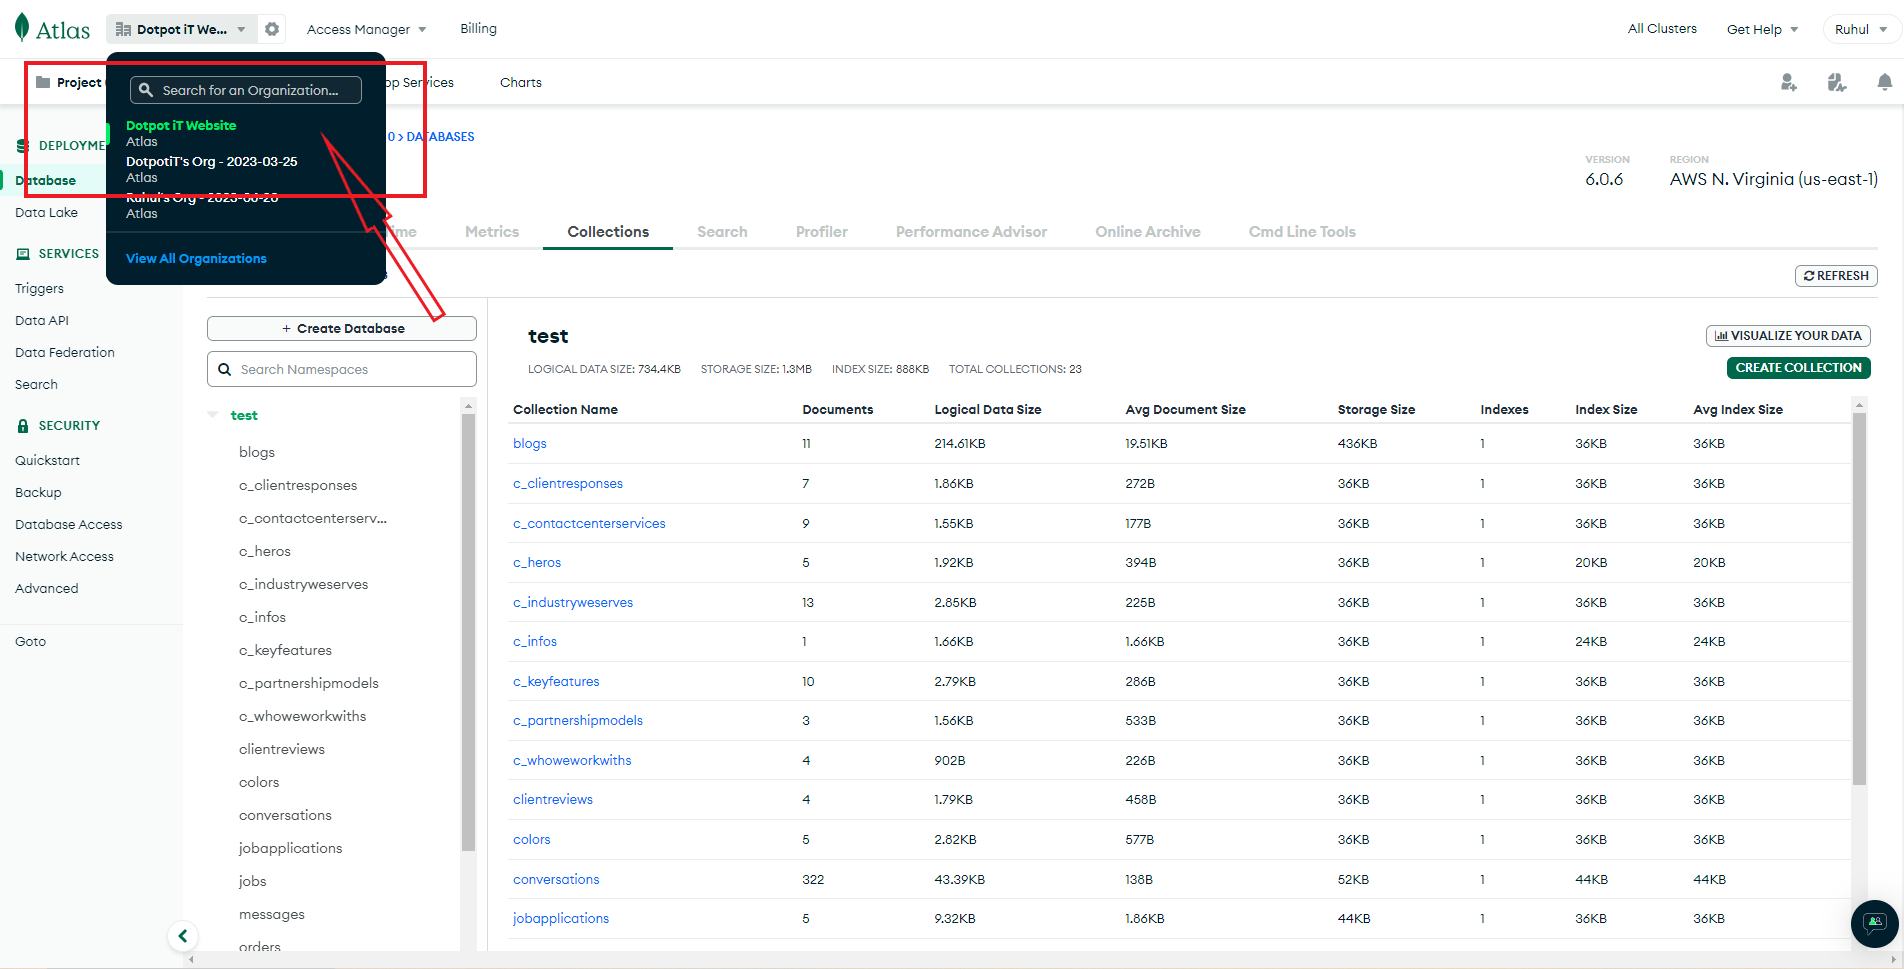 Atlas
Dotpot iT We...
Access Manager
Billing
All Clusters
Get Help
Ruhul
Project
Services
Charts
Search for an Organization...
Dotpot iT Website
Atlas
DotpotiT's Org - 2023-03-25
Atlas
Ruhul's Org - 2023-06-20
Atlas
View All Organizations
0 > DATABASES
VERSION
6.0.6
REGION
AWS N. Virginia (us-east-1)
DEPLOYME
Database
Data Lake
SERVICES
Triggers
Data API
Data Federation
Search
SECURITY
Quickstart
Backup
Database Access
Network Access
Advanced
Goto
Metrics
Collections
Search
Profiler
Performance Advisor
Online Archive
Cmd Line Tools
REFRESH
+ Create Database
Search Namespaces
test
blogs
c_clientresponses
c_contactcenterserv...
c_heros
c_industryweserves
c_infos
c_keyfeatures
c_partnershipmodels
c_whoweworkwiths
clientreviews
colors
conversations
jobapplications
jobs
messages
orders
test
VISUALIZE YOUR DATA
LOGICAL DATA SIZE: 734.4KB STORAGE SIZE: 1.3MB INDEX SIZE: 888KB TOTAL COLLECTIONS: 23
CREATE COLLECTION
Collection Name Documents Logical Data Size Avg Document Size Storage Size Indexes Index Size Avg Index Size
blogs 11 214.61KB 19.51KB 436KB 1 36KB 36KB
c_clientresponses 7 1.86KB 272B 36KB 1 36KB 36KB
c_contactcenterservices 9 1.55KB 177B 36KB 1 36KB 36KB
c_heros 5 1.92KB 394B 36KB 1 20KB 20KB
c_industryweserves 13 2.85KB 225B 36KB 1 36KB 36KB
c_infos 1 1.66KB 1.66KB 36KB 1 24KB 24KB
c_keyfeatures 10 2.79KB 286B 36KB 1 36KB 36KB
c_partnershipmodels 3 1.56KB 533B 36KB 1 36KB 36KB
c_whoweworkwiths 4 902B 226B 36KB 1 36KB 36KB
clientreviews 4 1.79KB 458B 36KB 1 36KB 36KB
colors 5 2.82KB 577B 36KB 1 36KB 36KB
conversations 322 43.39KB 138B 52KB 1 44KB 44KB
jobapplications 5 9.32KB 1.86KB 44KB 1 36KB 36KB